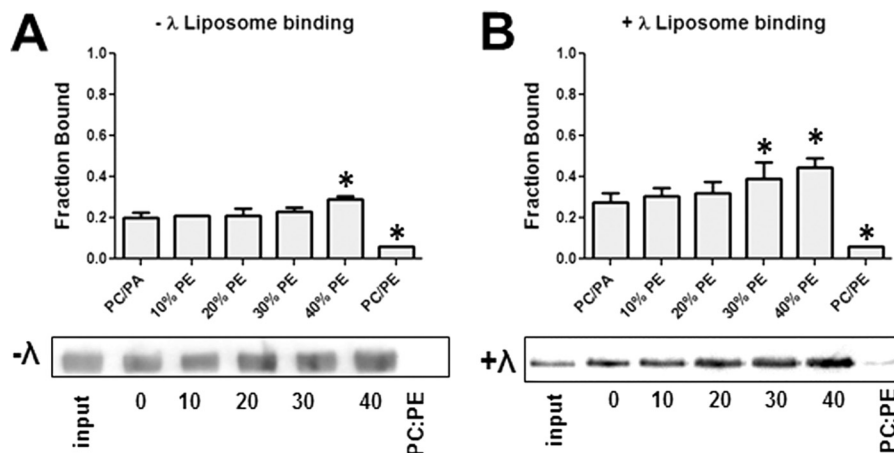 A
- λ Liposome binding
Fraction Bound
1.0
0.8
0.6
0.4
0.2
0.0
*
*
PC/PA
10% PE
20% PE
30% PE
40% PE
PC/PE
-λ
input
0
10
20
30
40
PC:PE
B
+ λ Liposome binding
Fraction Bound
1.0
0.8
0.6
0.4
0.2
0.0
*
*
*
PC/PA
10% PE
20% PE
30% PE
40% PE
PC/PE
+λ
input
0
10
20
30
40
PC:PE